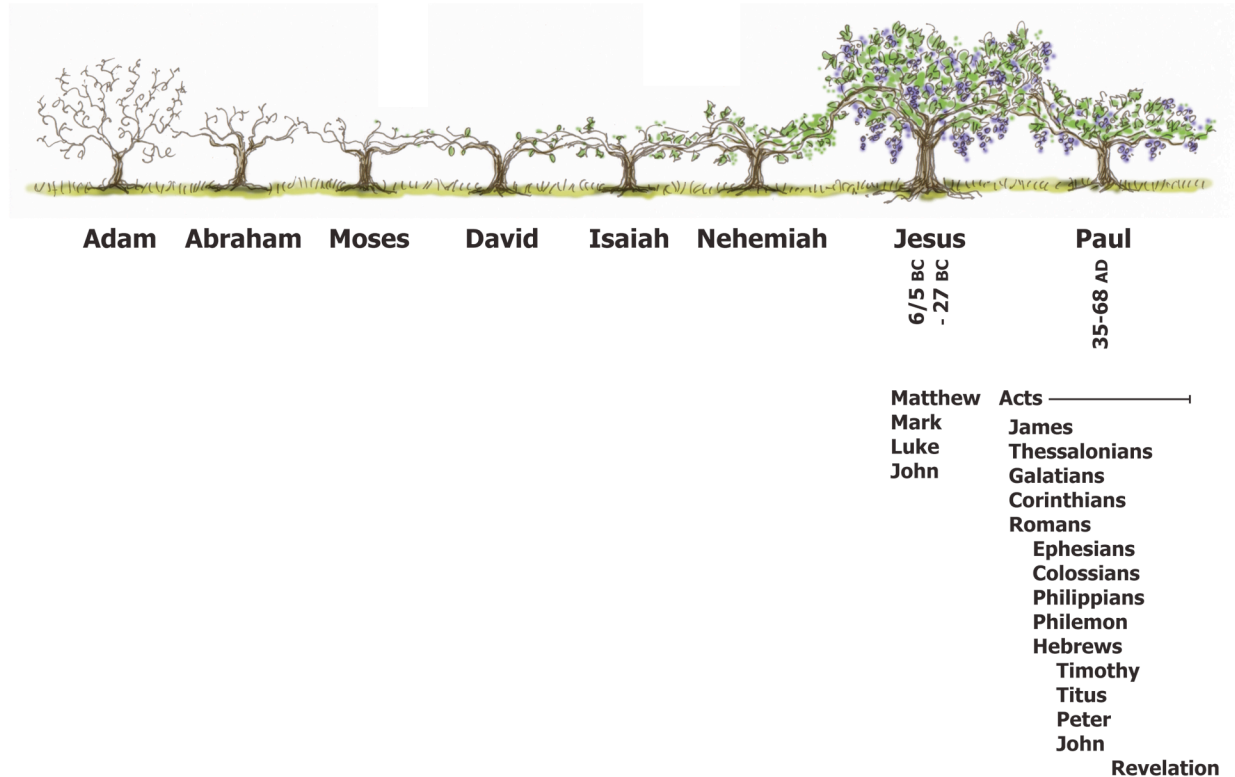 Adam Abraham Moses David Isaiah Nehemiah Jesus Paul
6/5 BC
- 27 BC
35-68 AD
Matthew
Mark
Luke
John
Acts
James
Thessalonians
Galatians
Corinthians
Romans
Ephesians
Colossians
Philippians
Philemon
Hebrews
Timothy
Titus
Peter
John
Revelation